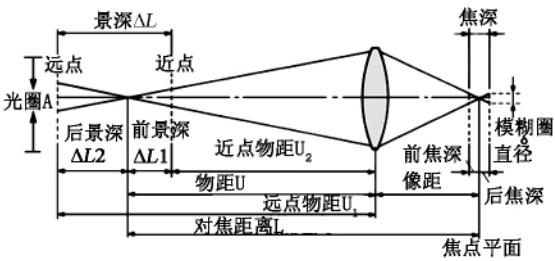 景深ΔL
焦深
远点
近点
光圈A
后景深
ΔL2
前景深
ΔL1
近点物距U₂
模糊圈
δ
直径
前焦深
后焦深
物距U
像距
远点物距U₁
对焦距离L
焦点平面